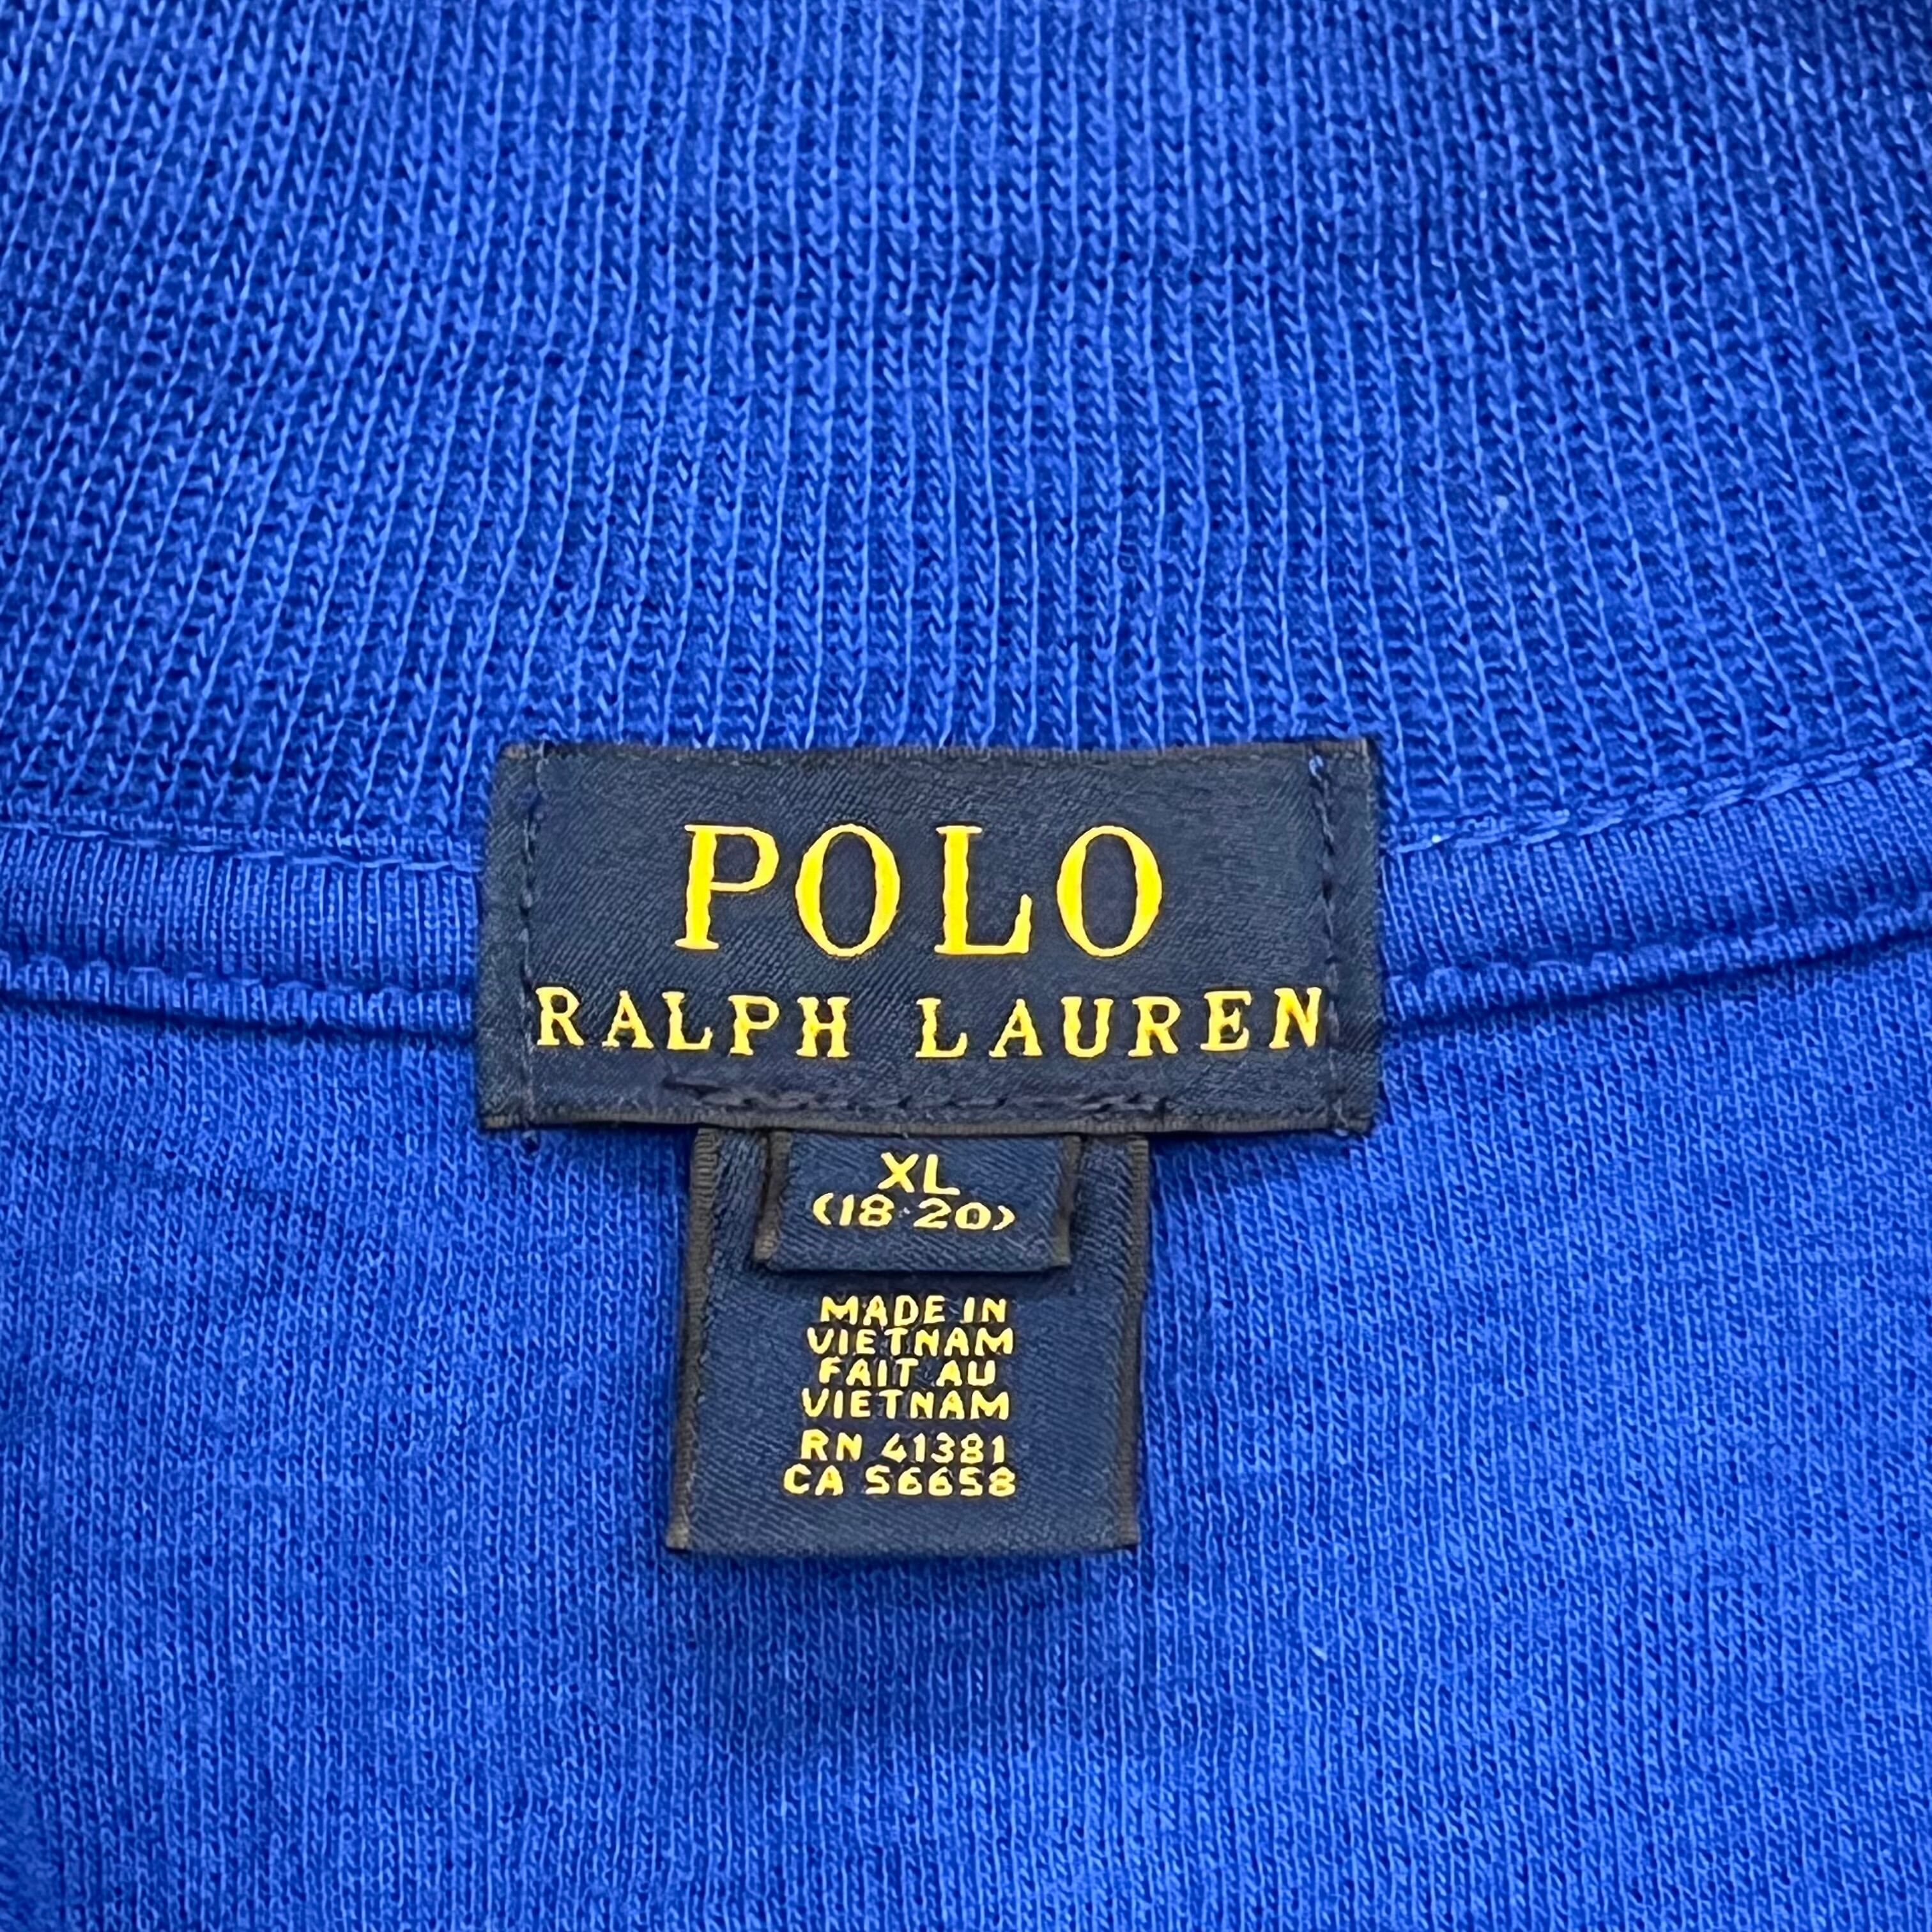 POLO
RALPH LAUREN
XL
(18-20)
MADE IN
VIETNAM
FAIT AU
VIETNAM
RN 41381
CA 56658